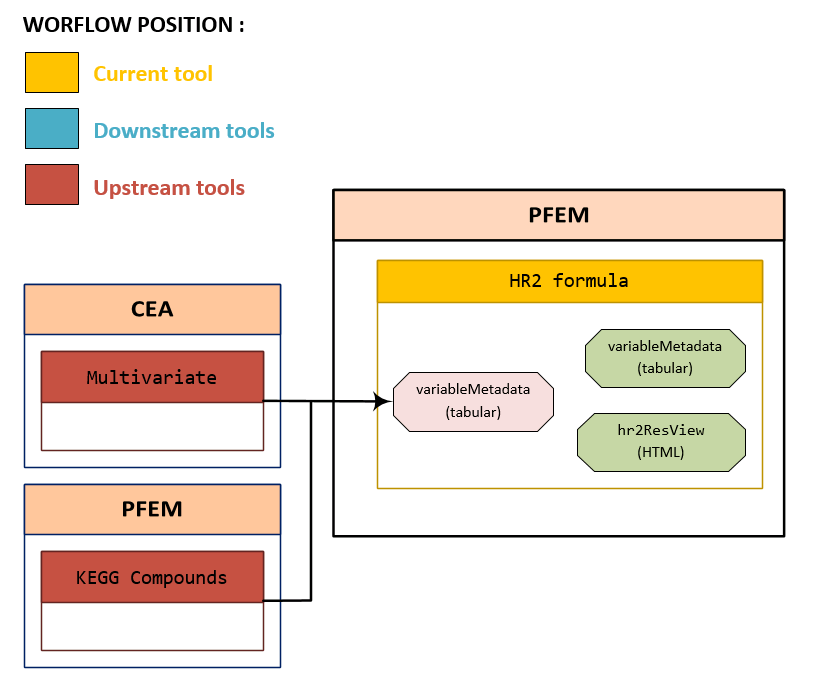 WORFLOW POSITION :
Current tool
Downstream tools
Upstream tools
PFEM
HR2 formula
variableMetadata
(tabular)
hr2ResView
(HTML)
variableMetadata
(tabular)
CEA
Multivariate
PFEM
KEGG Compounds